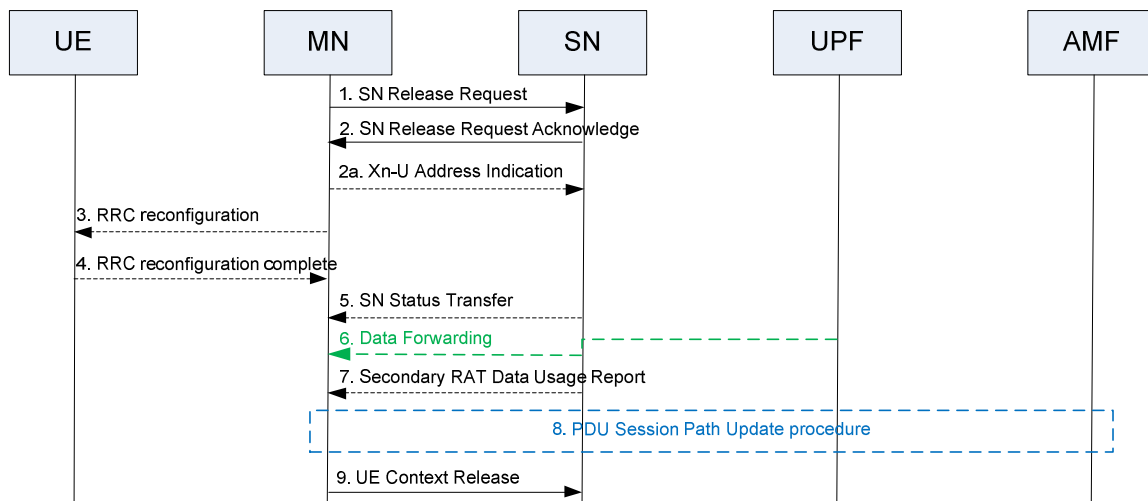 UE
MN
SN
UPF
AMF
1. SN Release Request
2. SN Release Request Acknowledge
2a. Xn-U Address Indication
3. RRC reconfiguration
4. RRC reconfiguration complete
5. SN Status Transfer
6. Data Forwarding
7. Secondary RAT Data Usage Report
8. PDU Session Path Update procedure
9. UE Context Release